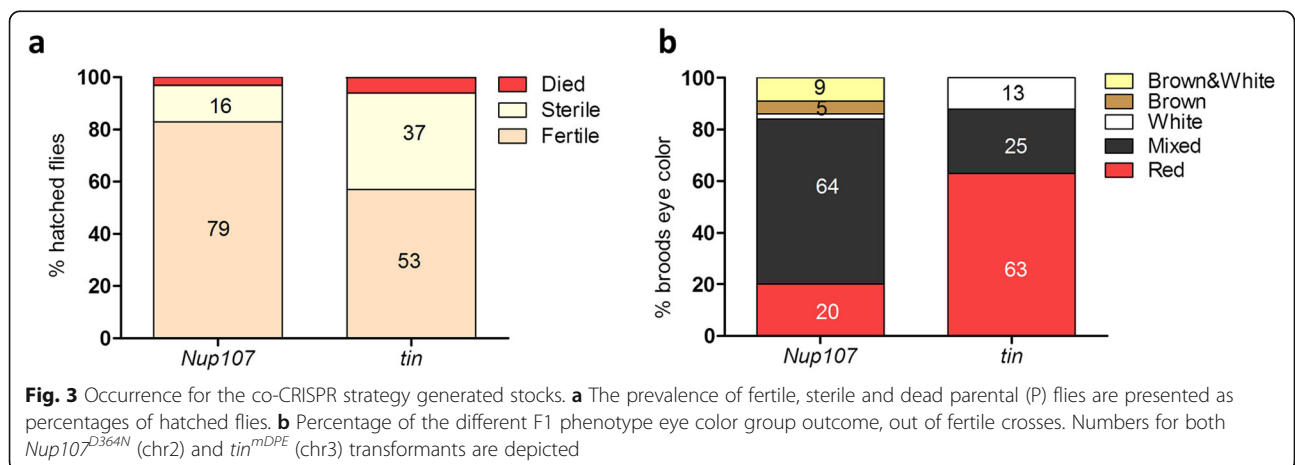 a
b
% hatched flies
100
80
60
40
20
0
16
79
37
53
Nup107
tin
Died
Sterile
Fertile
% broods eye color
100
80
60
40
20
0
9
5
64
20
13
25
63
Nup107
tin
Brown&White
Brown
White
Mixed
Red
Fig. 3 Occurrence for the co-CRISPR strategy generated stocks. a The prevalence of fertile, sterile and dead parental (P) flies are presented as
percentages of hatched flies. b Percentage of the different F1 phenotype eye color group outcome, out of fertile crosses. Numbers for both
Nup107D364N (chr2) and tinmDPE (chr3) transformants are depicted